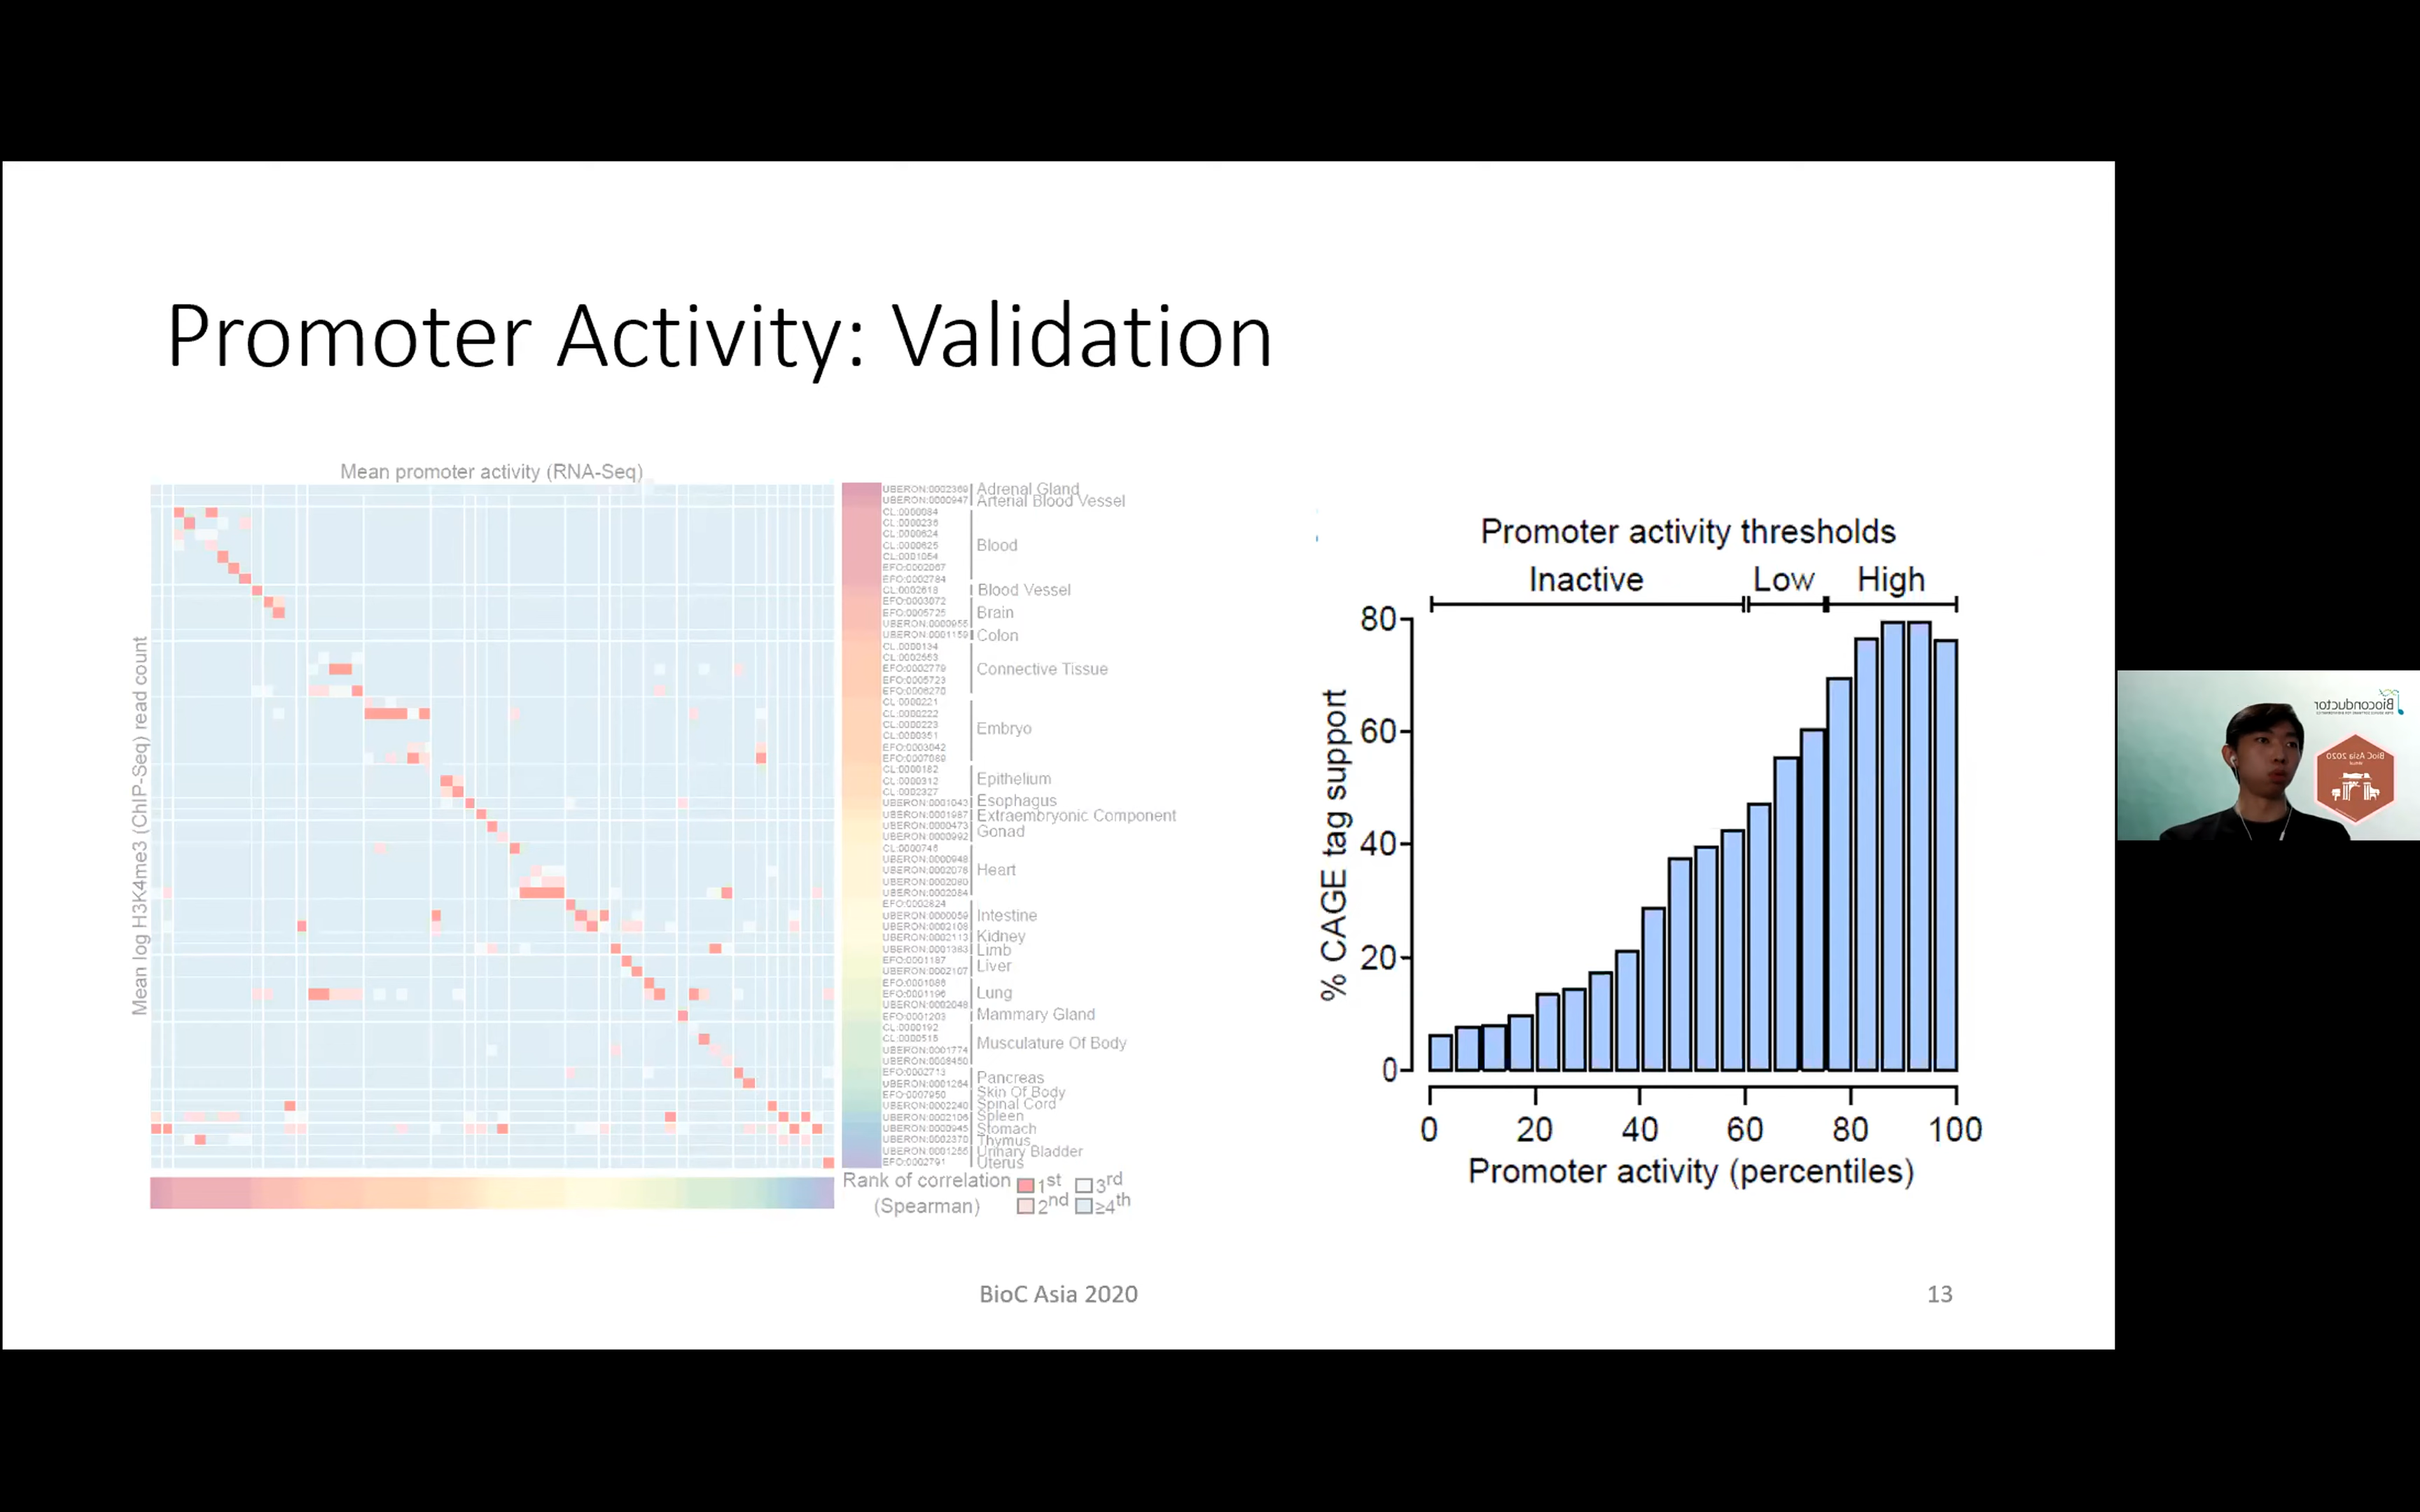 Promoter Activity: Validation
Mean promoter activity (RNA-Seq)
Mean log H3K4me3 (ChIP-Seq) read count
UBERON:0002369 Adrenal Gland
UBERON:0000947 Arterial Blood Vessel
CL:0000084
CL:0000236
CL:0000624
CL:0000625
Blood
CL:0001054
EFO:0002067
EFO:0002784
CL:0002618 Blood Vessel
EFO:0003072
EFO:0005725
Brain
UBERON:0000955
UBERON:0001159 Colon
CL:0000134
CL:0002553
EFO:0002779
Connective Tissue
EFO:0005723
EFO:0006270
CL:0000221
CL:0000222
CL:0000223
Embryo
CL:0000351
EFO:0003042
EFO:0007089
CL:0000182
CL:0000312
Epithelium
CL:0002327
UBERON:0001043 Esophagus
UBERON:0001987 Extraembryonic Component
UBERON:0000473
Gonad
UBERON:0000992
CL:0000746
UBERON:0000948
UBERON:0002078
Heart
UBERON:0002080
UBERON:0002084
EFO:0002824
UBERON:0000059
Intestine
UBERON:0002108
UBERON:0002113 Kidney
UBERON:0001383 Limb
EFO:0001187
Liver
UBERON:0002107
EFO:0001086
EFO:0001196
Lung
UBERON:0002048
EFO:0001203 Mammary Gland
CL:0000192
CL:0000515
Musculature Of Body
UBERON:0001774
UBERON:0008450
EFO:0002713
Pancreas
UBERON:0001264
EFO:0007950 Skin Of Body
UBERON:0002240 Spinal Cord
UBERON:0002106 Spleen
UBERON:0000945 Stomach
UBERON:0002370 Thymus
UBERON:0001255 Urinary Bladder
EFO:0002791 Uterus
Rank of correlation
(Spearman)
1st 3rd
2nd ≥4th
Promoter activity thresholds
Inactive Low High
% CAGE tag support
80
60
40
20
0
0 20 40 60 80 100
Promoter activity (percentiles)
BioC Asia 2020
13
Bioconductor
BioC Asia 2020